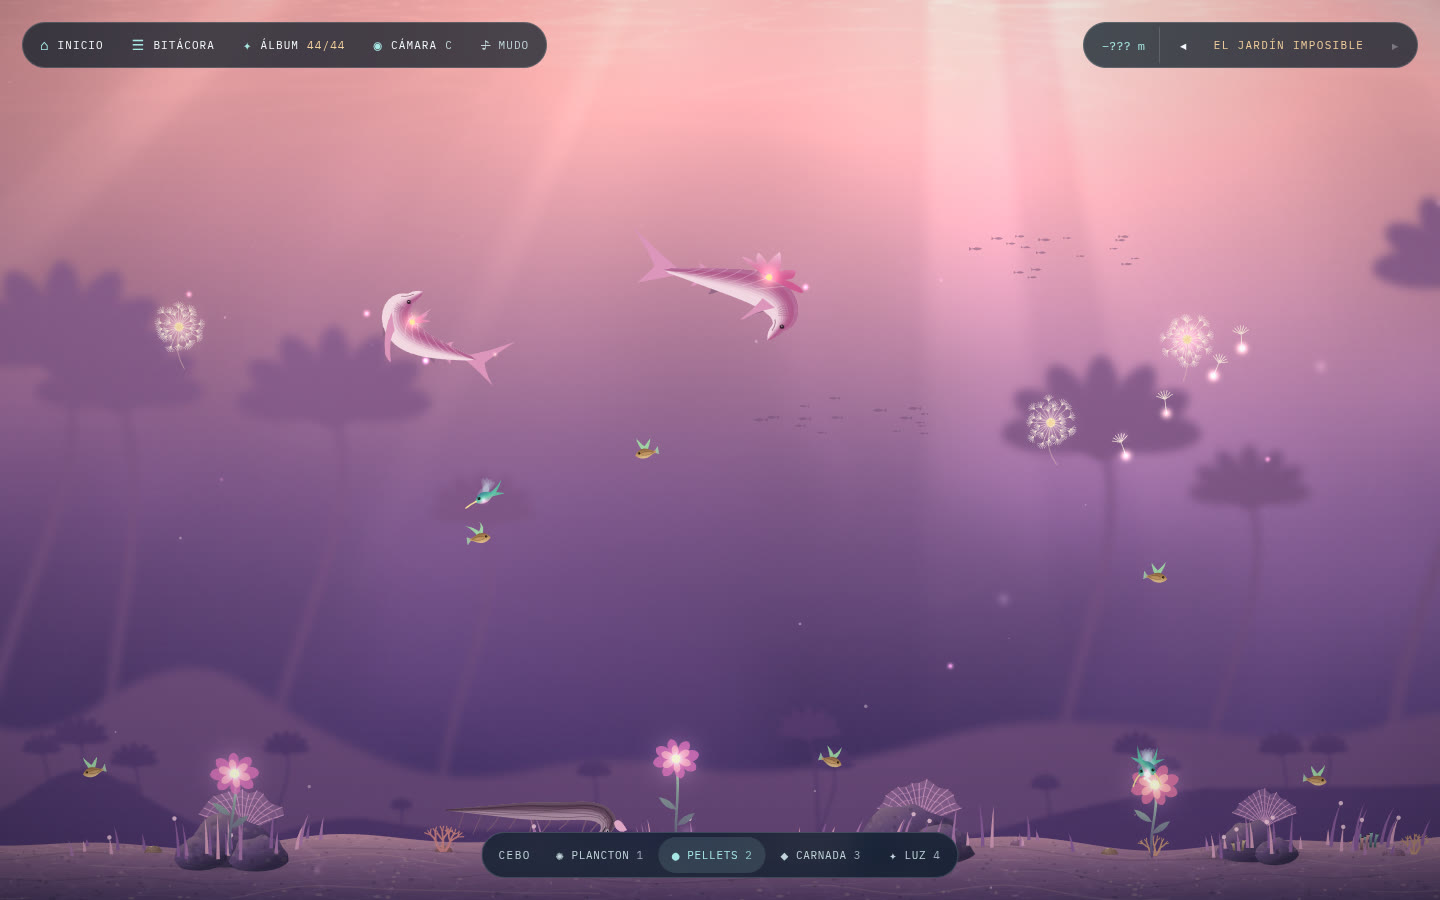 ⌂ INICIO ☰ BITÁCORA ✦ ÁLBUM 44/44 ◉ CÁMARA C MUDO
−??? m ◂ EL JARDÍN IMPOSIBLE ▸
CEBO ✺ PLANCTON 1 ● PELLETS 2 ◆ CARNADA 3 ✦ LUZ 4